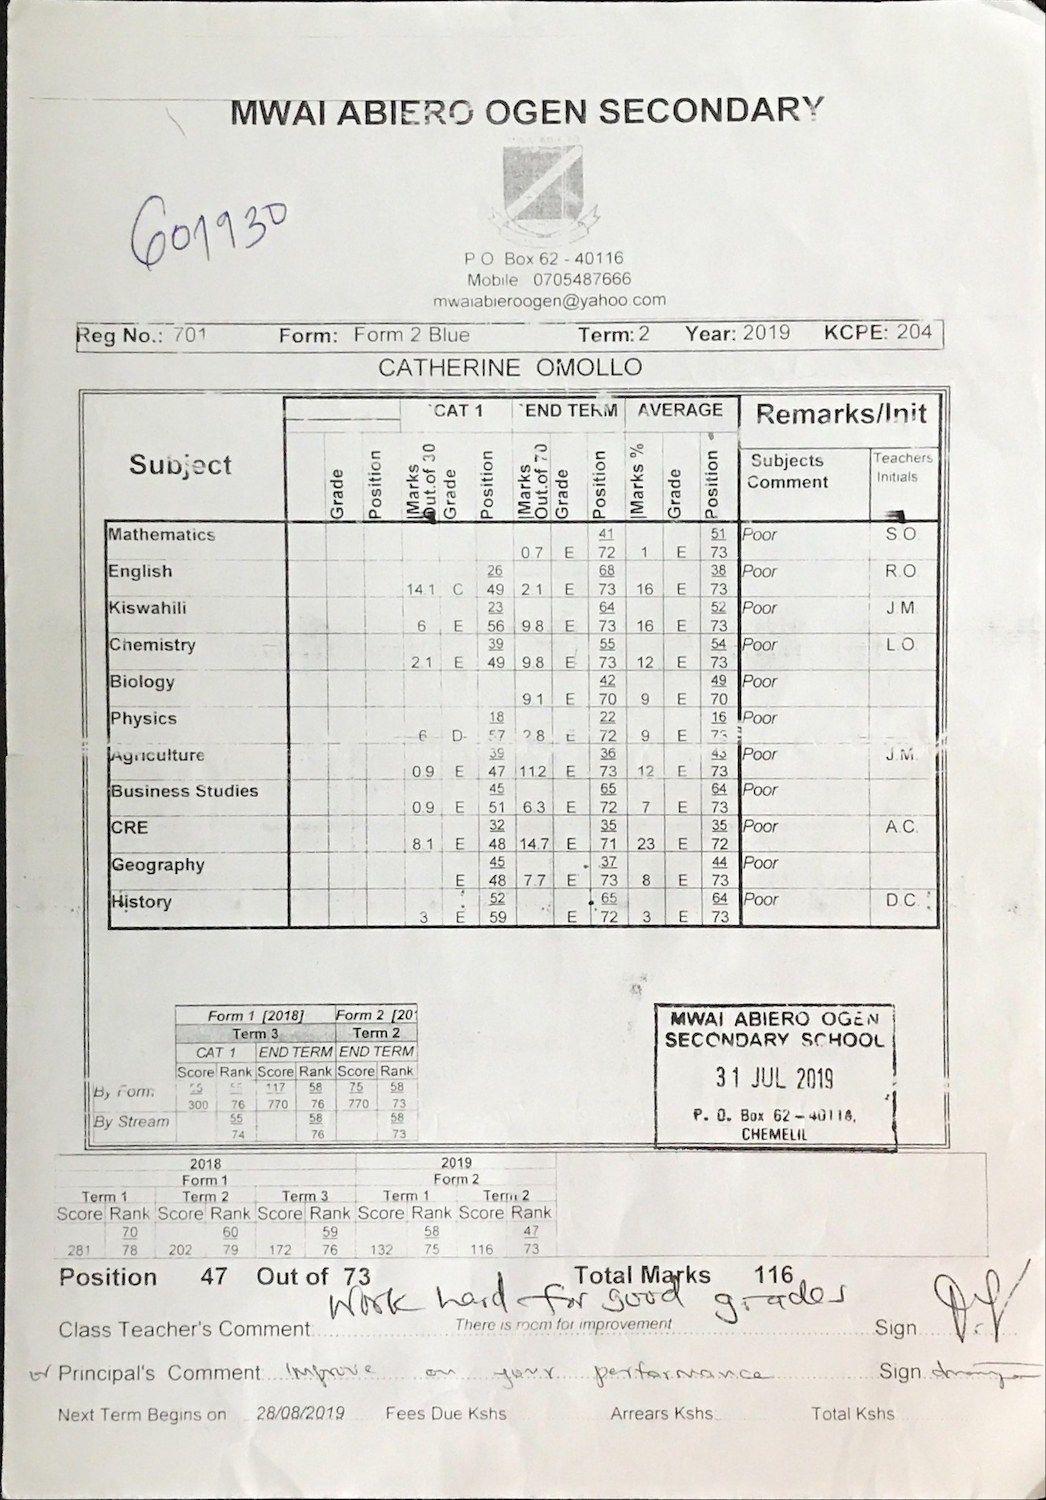 MWAI ABIERO OGEN SECONDARY
601930
P O Box 62 - 40116
Mobile 0705487666
mwaiabieroogen@yahoo.com
Reg No.: 701 Form: Form 2 Blue Term: 2 Year: 2019 KCPE: 204
CATHERINE OMOLLO
CAT 1 END TERM AVERAGE Remarks/Init
Subject Grade Position Marks Out of 30 Grade Position Marks Out of 70 Grade Position Marks % Grade Position Subjects Comment Teachers Initials
Mathematics 41 51 Poor S O
0 7 E 72 1 E 73
English 26 68 38 Poor R.O
14 1 C 49 2 1 E 73 16 E 73
Kiswahili 23 64 52 Poor J.M.
6 E 56 9.8 E 73 16 E 73
Chemistry 39 55 54 Poor L.O.
2.1 E 49 9.8 E 73 12 E 73
Biology 42 49 Poor
9.1 E 70 9 E 70
Physics 18 22 16 Poor
6 D- 57 2.8 E 72 9 E 73
Agriculture 39 36 43 Poor J.M.
0 9 E 47 112 E 73 12 E 73
Business Studies 45 65 64 Poor
0 9 E 51 6.3 E 72 7 E 73
CRE 32 35 35 Poor A.C.
8.1 E 48 14.7 E 71 23 E 72
Geography 45 37 44 Poor
E 48 7.7 E 73 8 E 73
History 52 65 64 Poor D.C.
3 E 59 E 72 3 E 73
Form 1 [2018] Form 2 [201
Term 3 Term 2
CAT 1 END TERM END TERM
Score Rank Score Rank Score Rank
By Form: 117 58 75 58
300 76 770 76 770 73
By Stream 55 58 58
74 76 73
MWAI ABIERO OGEN
SECONDARY SCHOOL
31 JUL 2019
P. O. Box 62 - 40116,
CHEMELIL
2018 2019
Form 1 Form 2
Term 1 Term 2 Term 3 Term 1 Term 2
Score Rank Score Rank Score Rank Score Rank Score Rank
70 60 59 58 47
281 78 202 79 172 76 132 75 116 73
Position 47 Out of 73 Total Marks 116
Work hard for good grades
Class Teacher's Comment There is room for improvement Sign
Principal's Comment Improve on your performance Sign
Next Term Begins on 28/08/2019 Fees Due Kshs Arrears Kshs Total Kshs